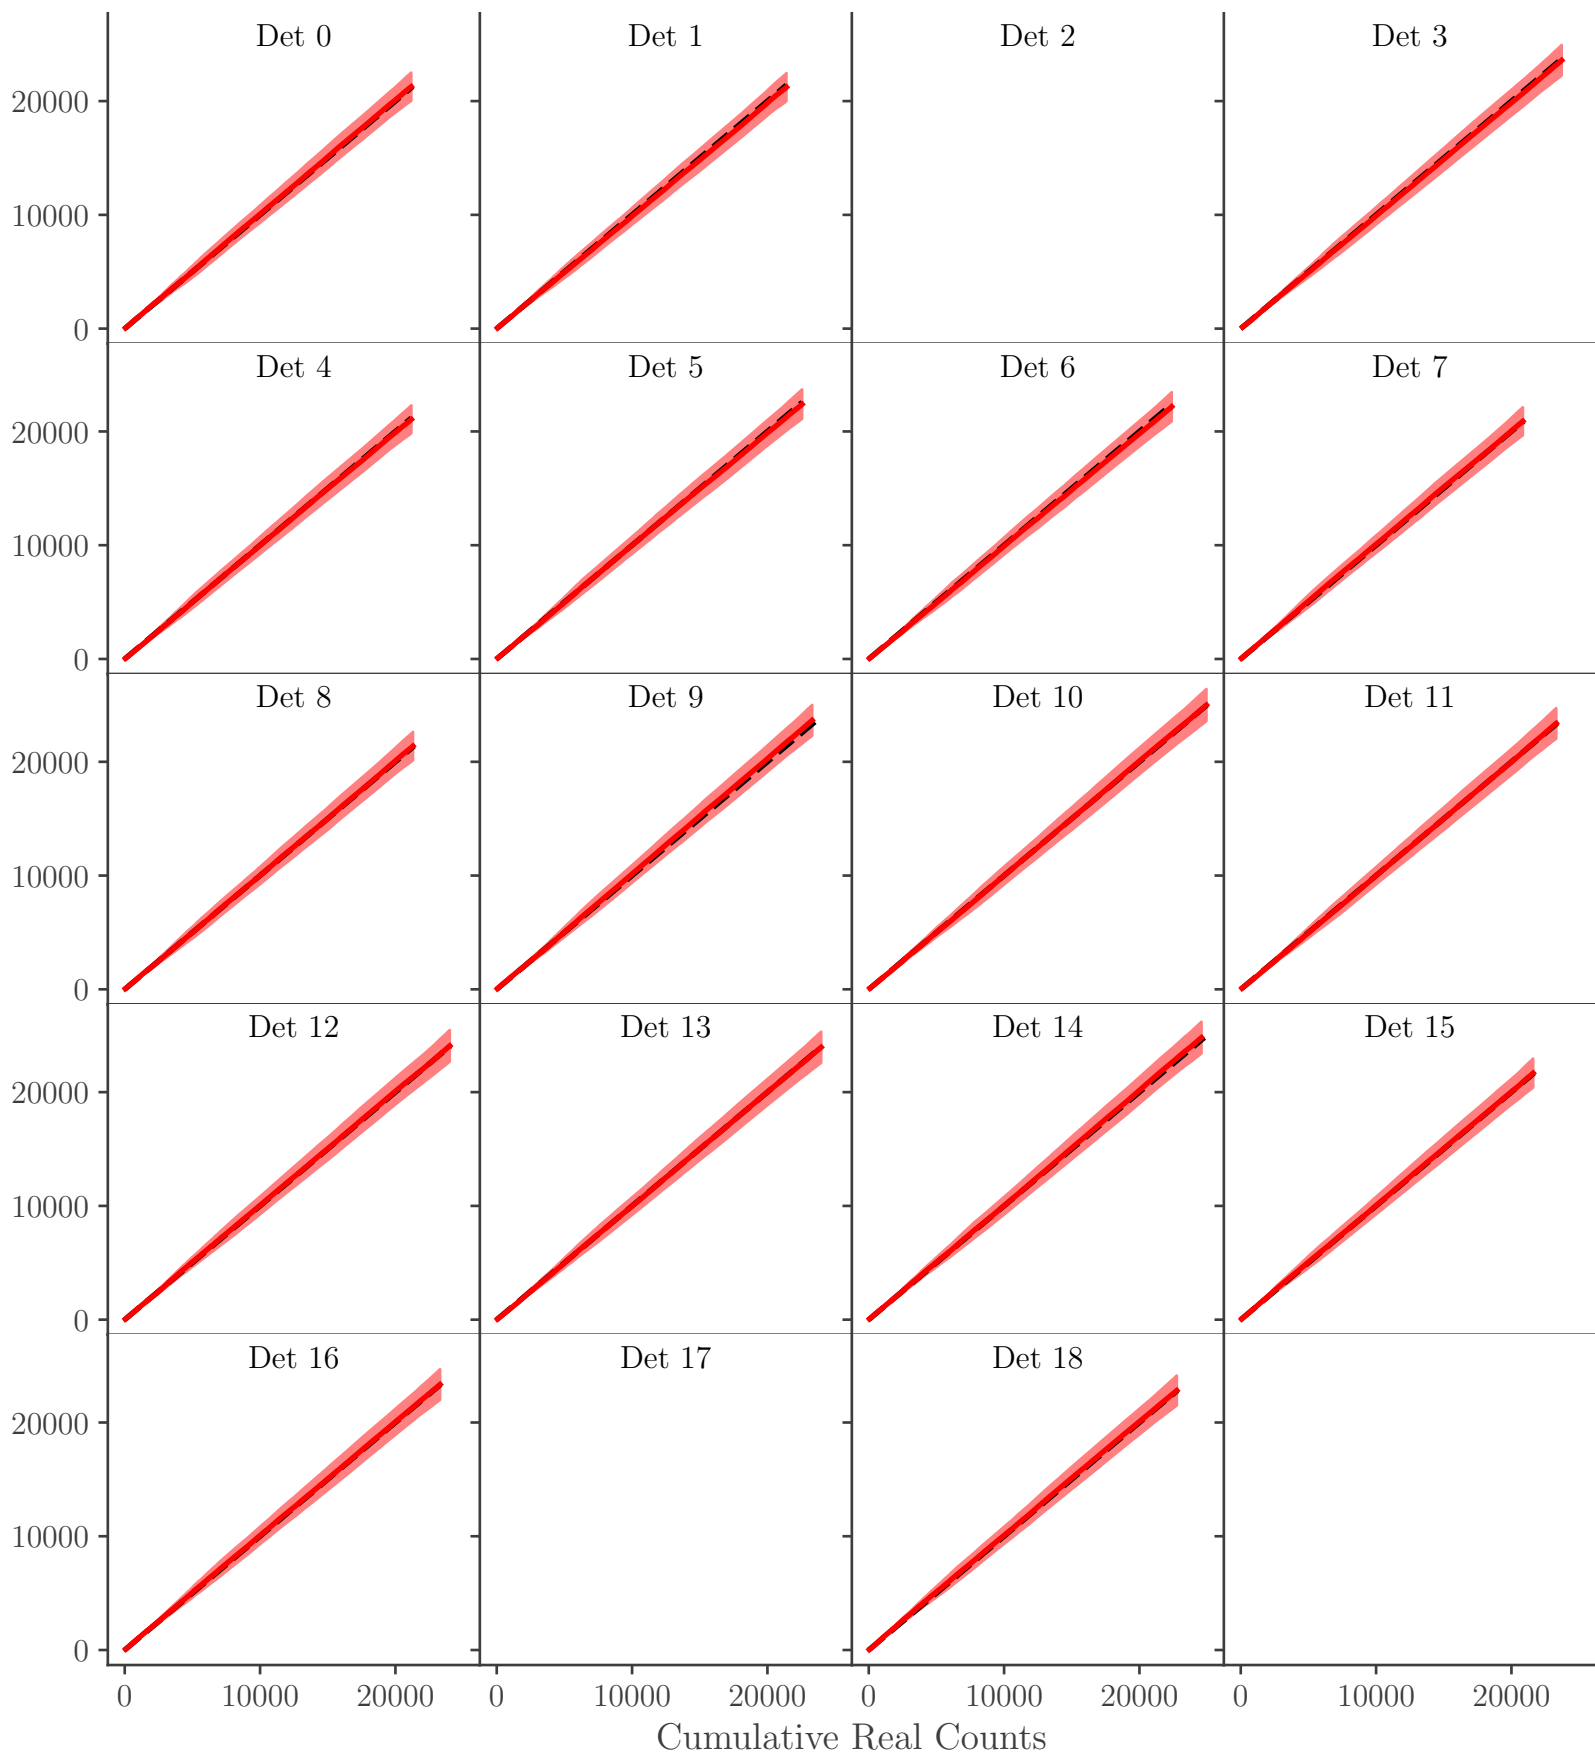 Det 0 Det 1 Det 2 Det 3
20000
10000
0
Det 4 Det 5 Det 6 Det 7
20000
10000
0
Det 8 Det 9 Det 10 Det 11
20000
10000
0
Det 12 Det 13 Det 14 Det 15
20000
10000
0
Det 16 Det 17 Det 18
20000
10000
0
0 10000 20000 0 10000 20000 0 10000 20000 0 10000 20000
Cumulative Real Counts